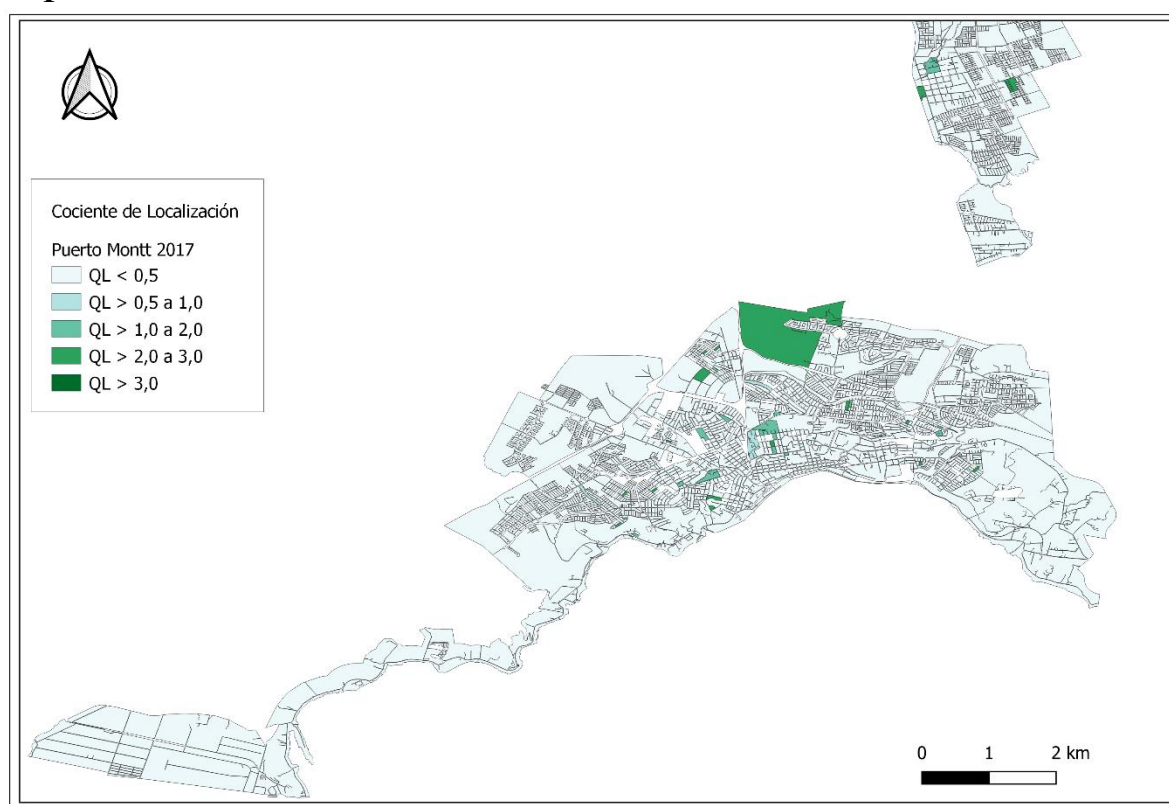 Cociente de Localización
Puerto Montt 2017
QL < 0,5
QL > 0,5 a 1,0
QL > 1,0 a 2,0
QL > 2,0 a 3,0
QL > 3,0
0 1 2 km